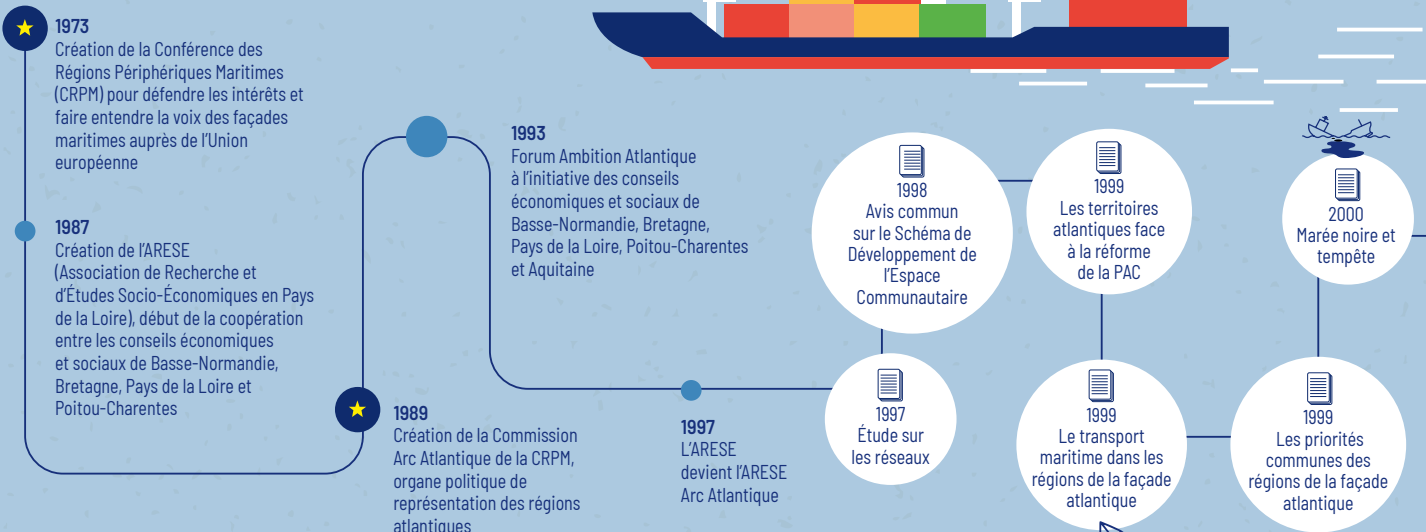 1973
Création de la Conférence des
Régions Périphériques Maritimes
(CRPM) pour défendre les intérêts et
faire entendre la voix des façades
maritimes auprès de l'Union
européenne
1987
Création de l'ARESE
(Association de Recherche et
d'Études Socio-Économiques en Pays
de la Loire), début de la coopération
entre les conseils économiques
et sociaux de Basse-Normandie,
Bretagne, Pays de la Loire et
Poitou-Charentes
1989
Création de la Commission
Arc Atlantique de la CRPM,
organe politique de
représentation des régions
atlantiques
1993
Forum Ambition Atlantique
à l'initiative des conseils
économiques et sociaux de
Basse-Normandie, Bretagne,
Pays de la Loire, Poitou-Charentes
et Aquitaine
1997
L'ARESE
devient l'ARESE
Arc Atlantique
1997
Étude sur
les réseaux
1998
Avis commun
sur le Schéma de
Développement de
l'Espace
Communautaire
1999
Les territoires
atlantiques face
à la réforme
de la PAC
1999
Le transport
maritime dans les
régions de la façade
atlantique
1999
Les priorités
communes des
régions de la façade
atlantique
2000
Marée noire et
tempête